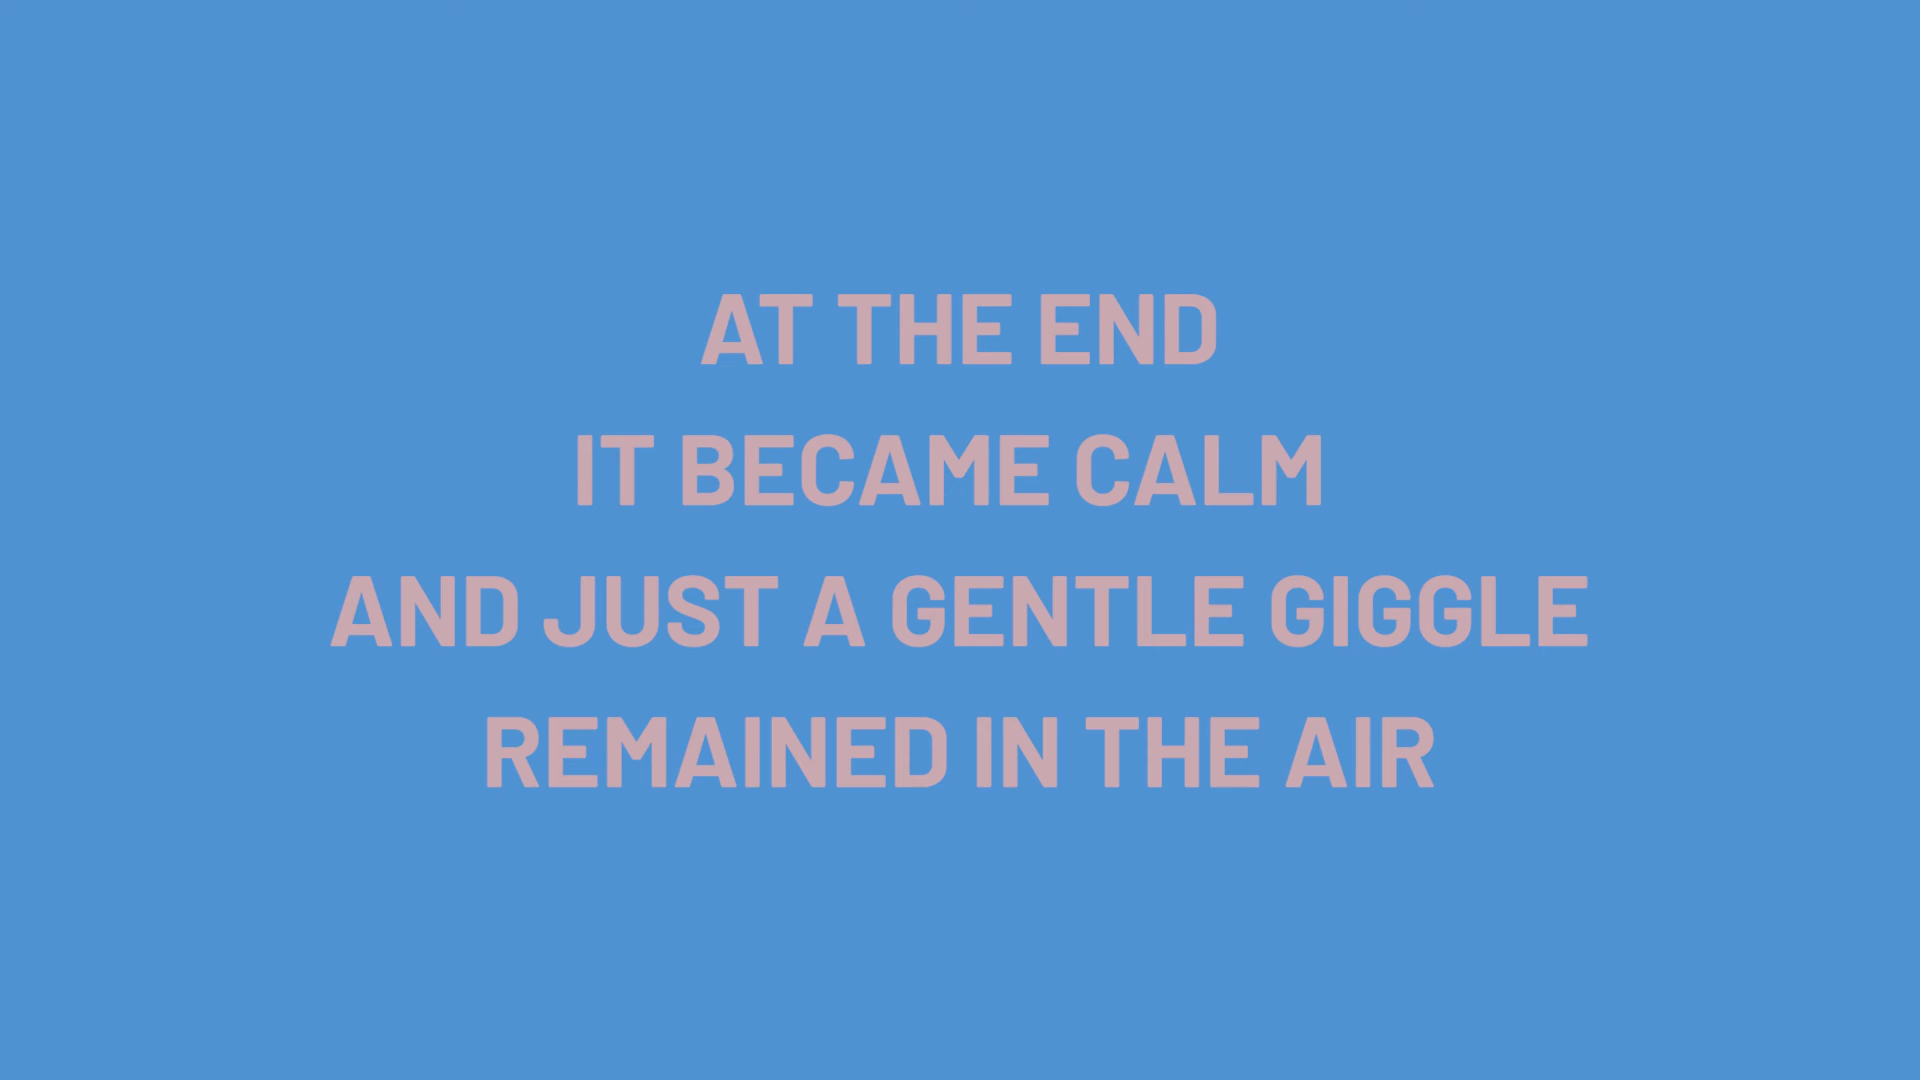 AT THE END
IT BECAME CALM
AND JUST A GENTLE GIGGLE
REMAINED IN THE AIR